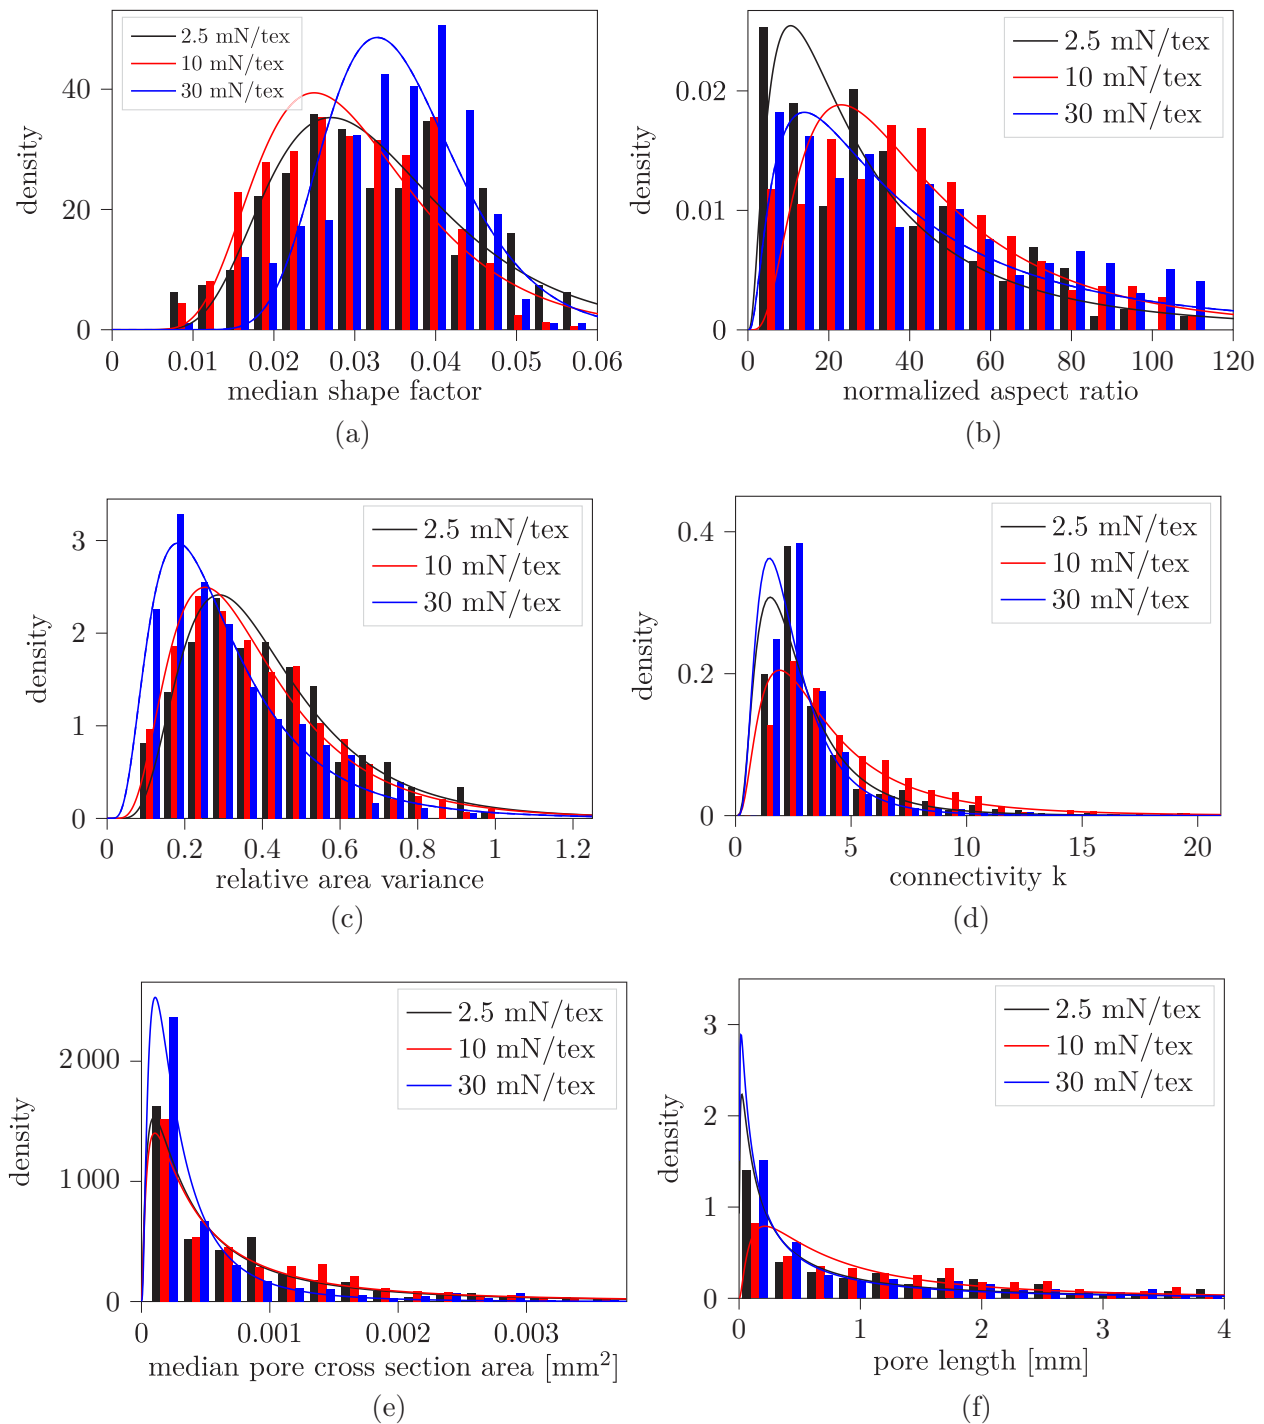 2.5 mN/tex
10 mN/tex
30 mN/tex
density
40
20
0
0 0.01 0.02 0.03 0.04 0.05 0.06
median shape factor
(a)
2.5 mN/tex
10 mN/tex
30 mN/tex
density
0.02
0.01
0
0 20 40 60 80 100 120
normalized aspect ratio
(b)
2.5 mN/tex
10 mN/tex
30 mN/tex
density
3
2
1
0
0 0.2 0.4 0.6 0.8 1 1.2
relative area variance
(c)
2.5 mN/tex
10 mN/tex
30 mN/tex
density
0.4
0.2
0
0 5 10 15 20
connectivity k
(d)
2.5 mN/tex
10 mN/tex
30 mN/tex
density
2 000
1 000
0
0 0.001 0.002 0.003
median pore cross section area [mm²]
(e)
2.5 mN/tex
10 mN/tex
30 mN/tex
density
3
2
1
0
0 1 2 3 4
pore length [mm]
(f)